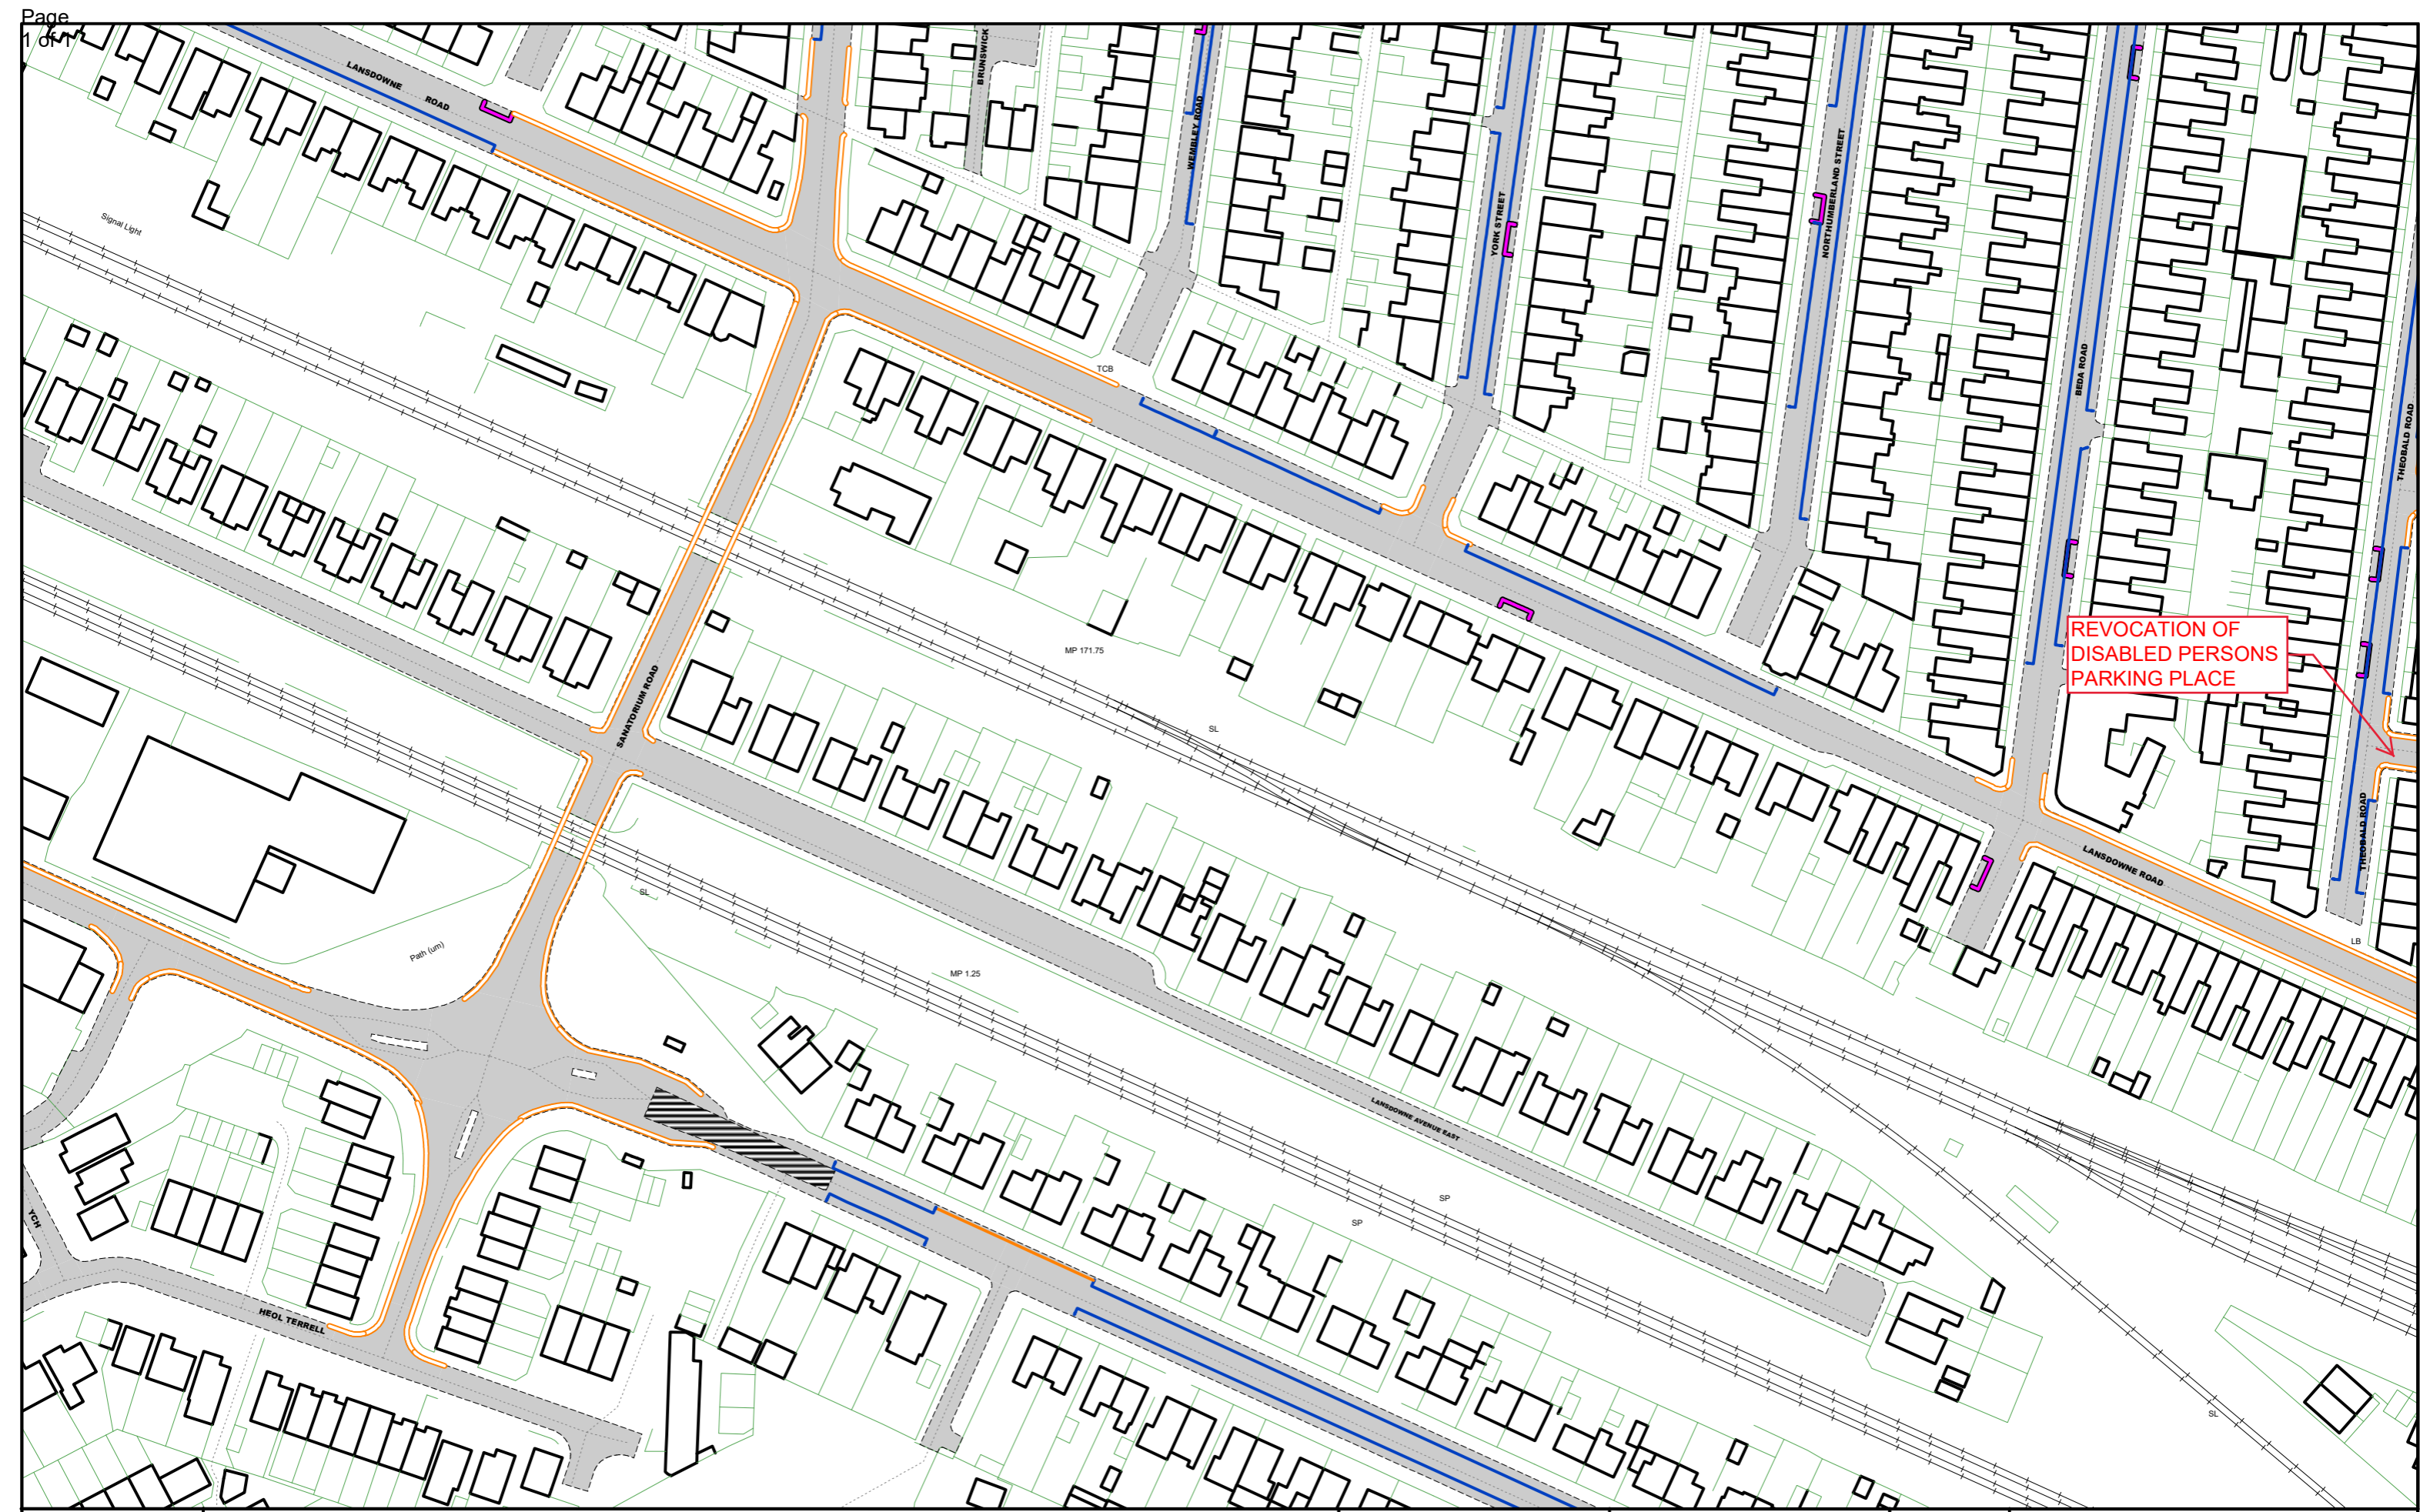 Page
1 of 1
LANSDOWNE ROAD
BRUNSWICK
WEMBLEY ROAD
YORK STREET
NORTHUMBERLAND STREET
BEDA ROAD
THEOBALD ROAD
Signal Light
TCB
MP 171.75
SL
SANATORIUM ROAD
REVOCATION OF
DISABLED PERSONS
PARKING PLACE
THEOBALD ROAD
LANSDOWNE ROAD
LB
SL
Path (um)
MP 1.25
LANSDOWNE AVENUE EAST
SP
SP
YCH
HEOL TERRELL
SL